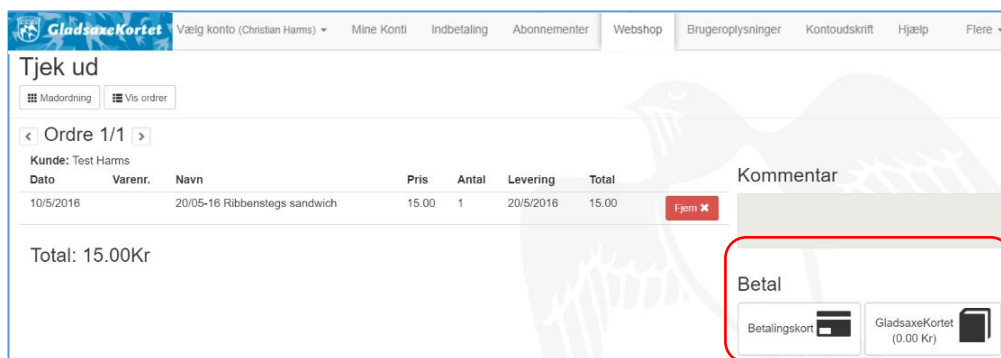 GladsaxeKortet Vælg konto (Christian Harms) Mine Konti Indbetaling Abonnementer Webshop Brugeroplysninger Kontoudskrift Hjælp Flere
Tjek ud
Madordning Vis ordrer
Ordre 1/1
Kunde: Test Harms
Dato Varenr. Navn Pris Antal Levering Total
10/5/2016 20/05-16 Ribbenstegs sandwich 15.00 1 20/5/2016 15.00 Fjern
Total: 15.00Kr
Kommentar
Betal
Betalingskort
GladsaxeKortet
(0.00 Kr)